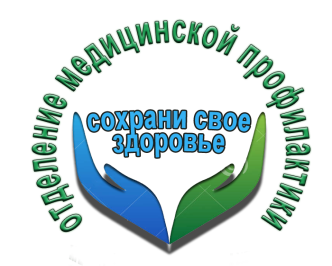 отделение медицинской профилактики
сохрани свое
здоровье